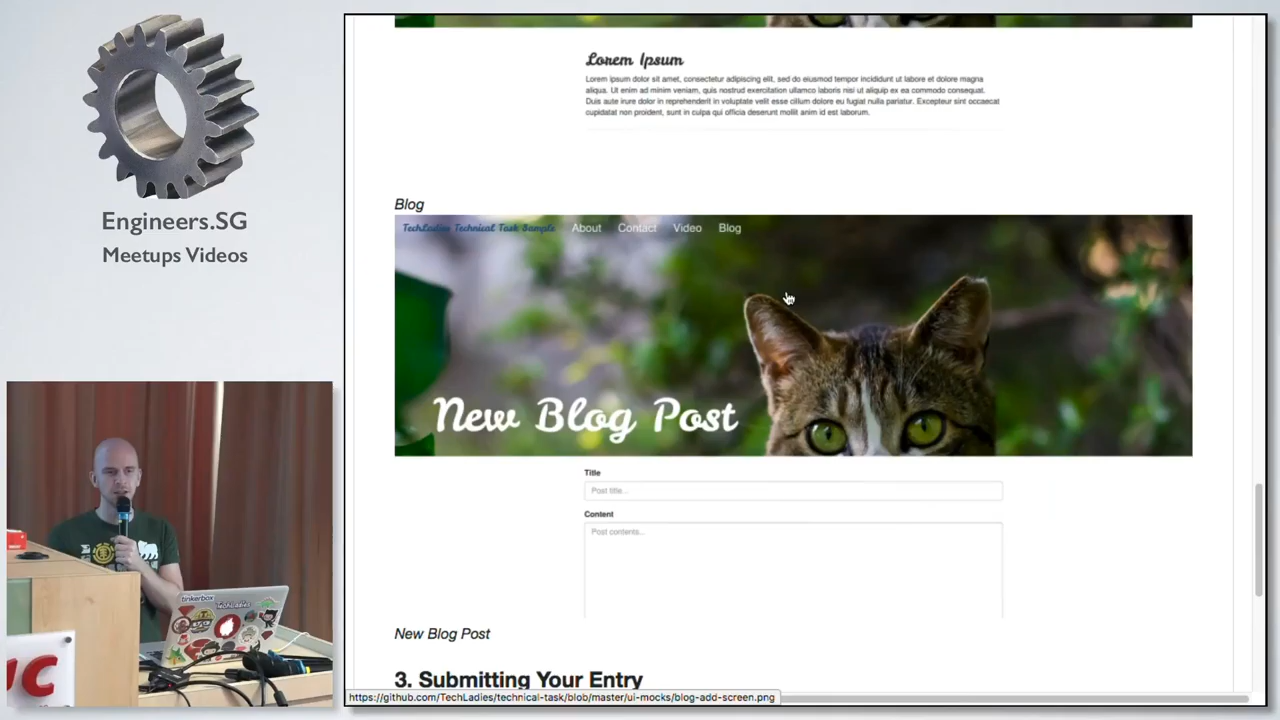 Engineers.SG
Meetups Videos
tinkerbox
TechLadies
Lorem Ipsum
Lorem ipsum dolor sit amet, consectetur adipiscing elit, sed do eiusmod tempor incididunt ut labore et dolore magna
aliqua. Ut enim ad minim veniam, quis nostrud exercitation ullamco laboris nisi ut aliquip ex ea commodo consequat.
Duis aute irure dolor in reprehenderit in voluptate velit esse cillum dolore eu fugiat nulla pariatur. Excepteur sint occaecat
cupidatat non proident, sunt in culpa qui officia deserunt mollit anim id est laborum.
Blog
TechLadies Technical Task Sample About Contact Video Blog
New Blog Post
Title
Post title...
Content
Post contents...
New Blog Post
3. Submitting Your Entry
https://github.com/TechLadies/technical-task/blob/master/ui-mocks/blog-add-screen.png